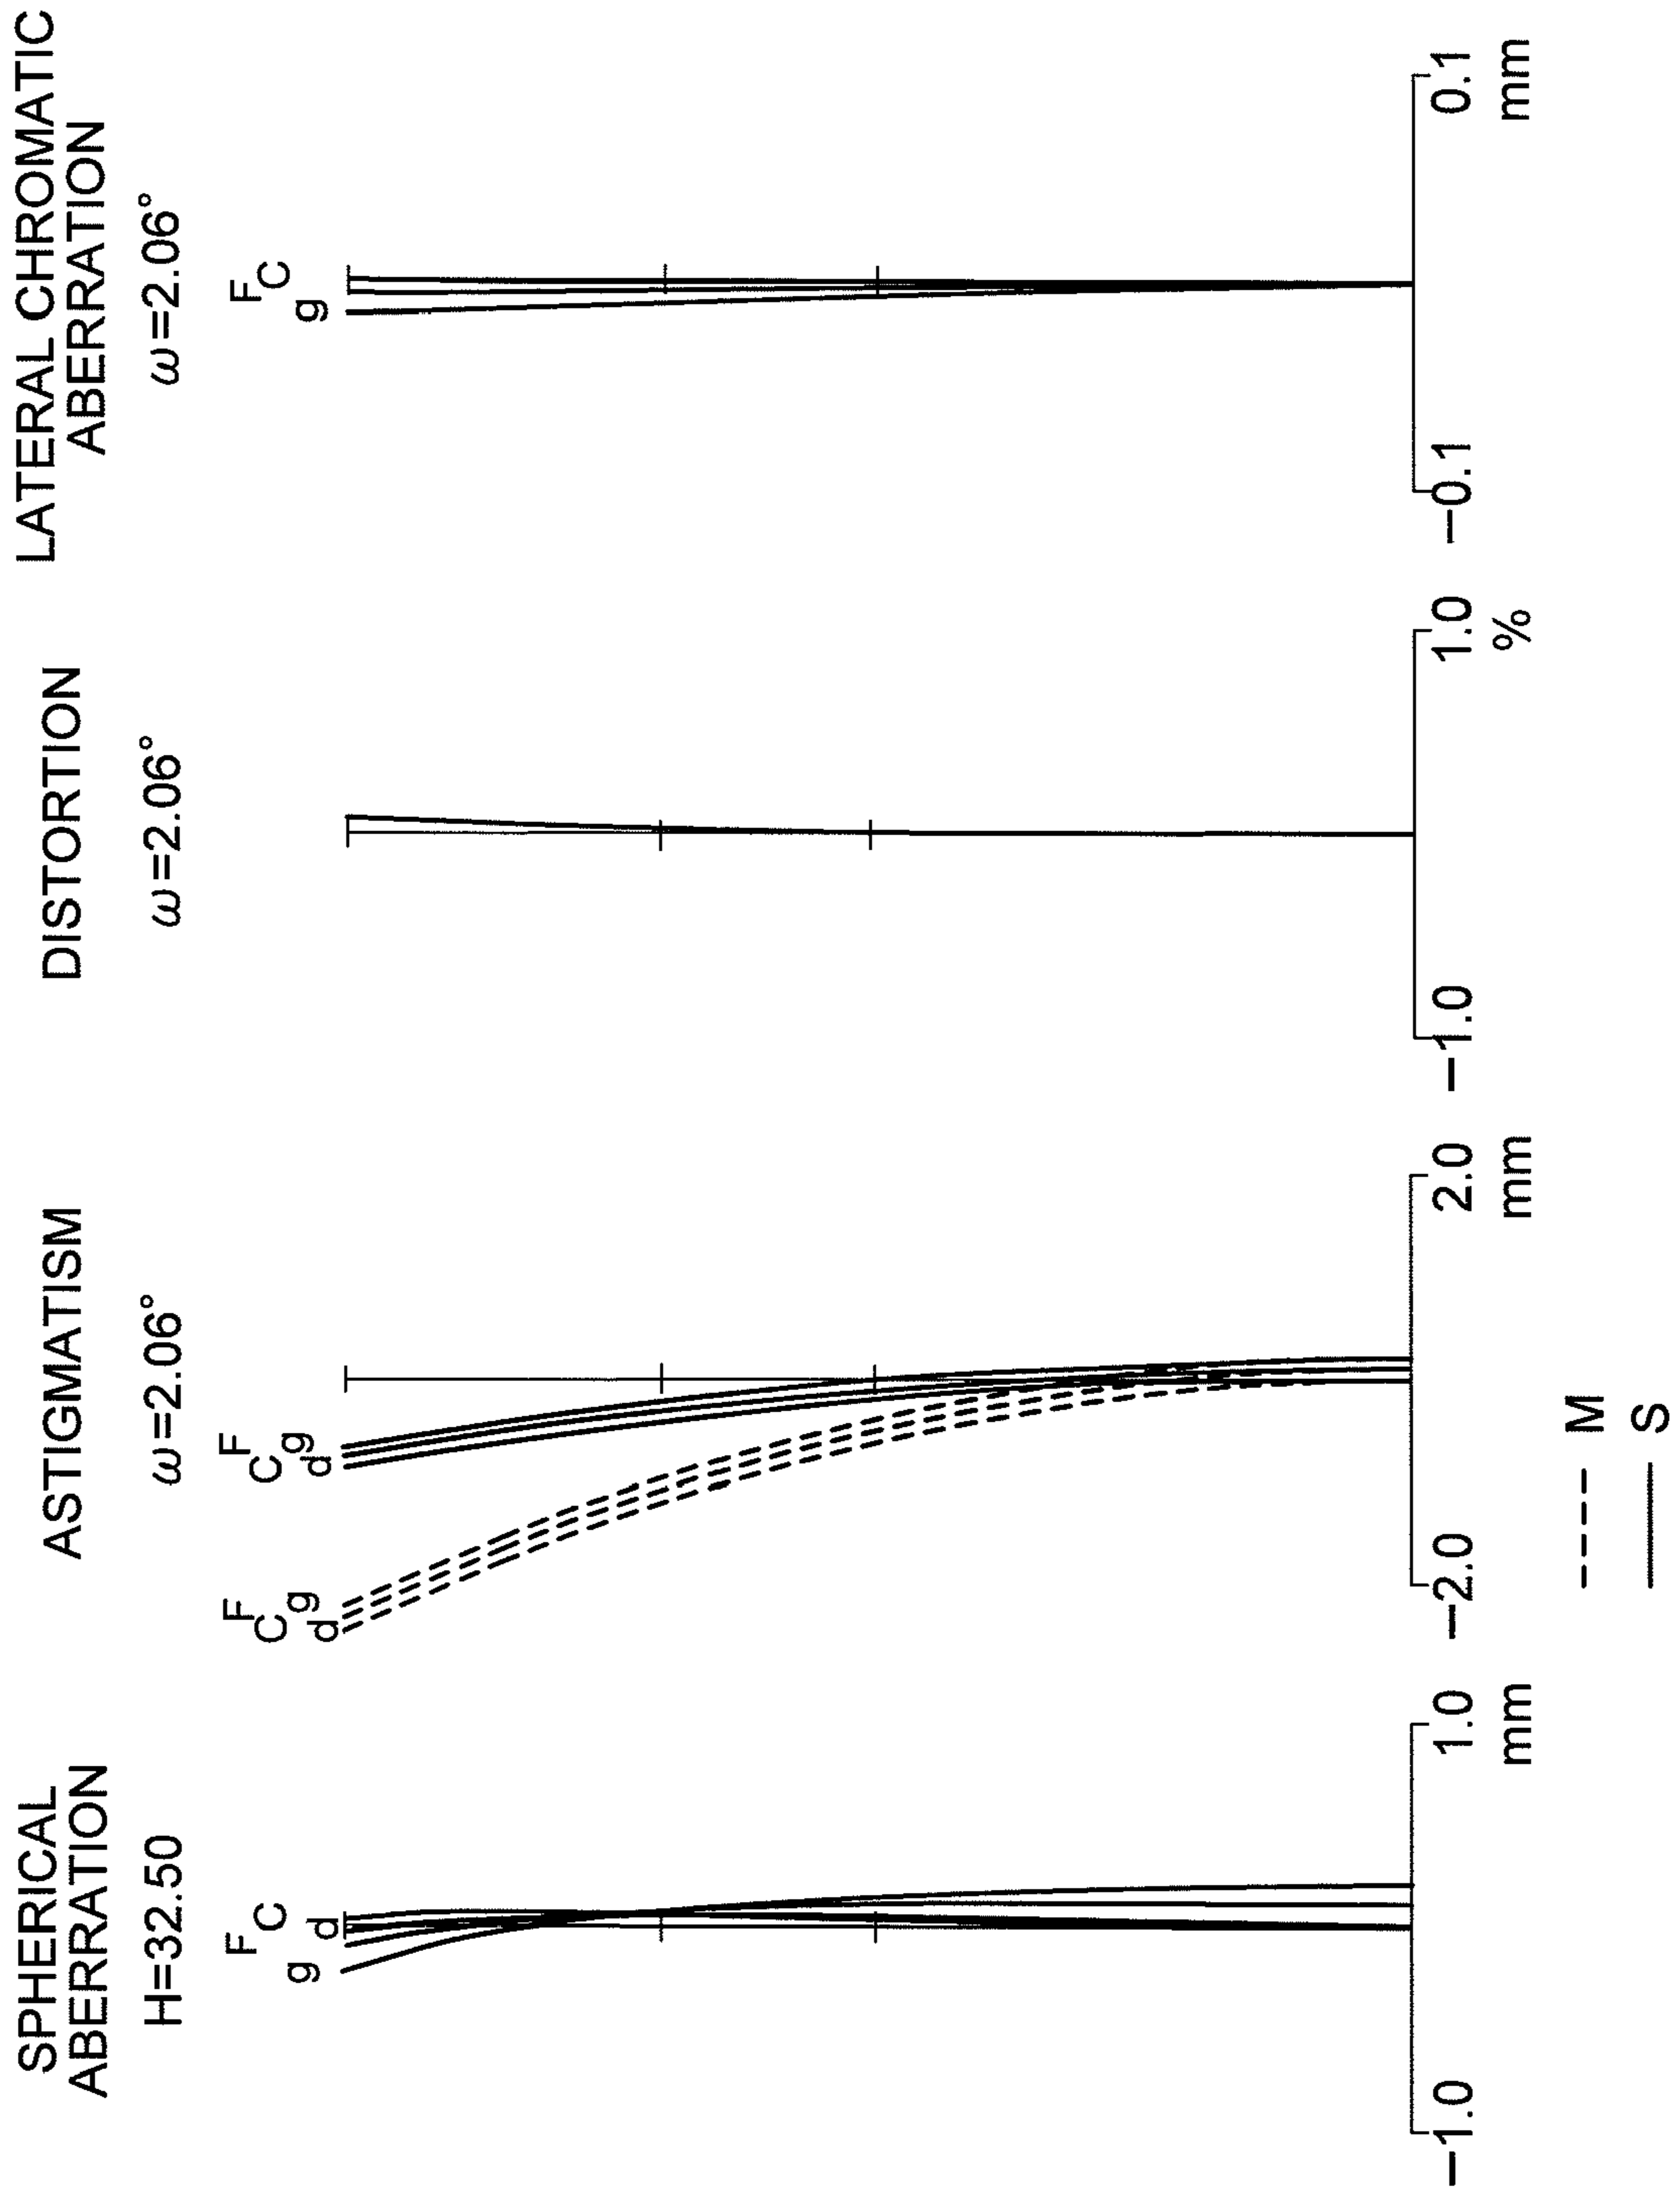 SPHERICAL
ABERRATION
H=32.50
g
F
d
C
-1.0
1.0
mm
ASTIGMATISM
ω=2.06°
d
C
F
g
d
C
F
g
-2.0
2.0
mm
M
S
DISTORTION
ω=2.06°
-1.0
1.0
%
LATERAL CHROMATIC
ABERRATION
ω=2.06°
g
F
C
-0.1
0.1
mm